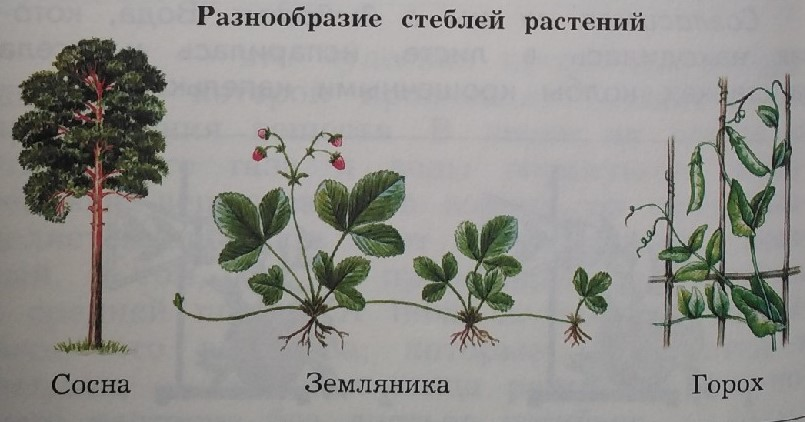 Разнообразие стеблей растений
Сосна
Земляника
Горох